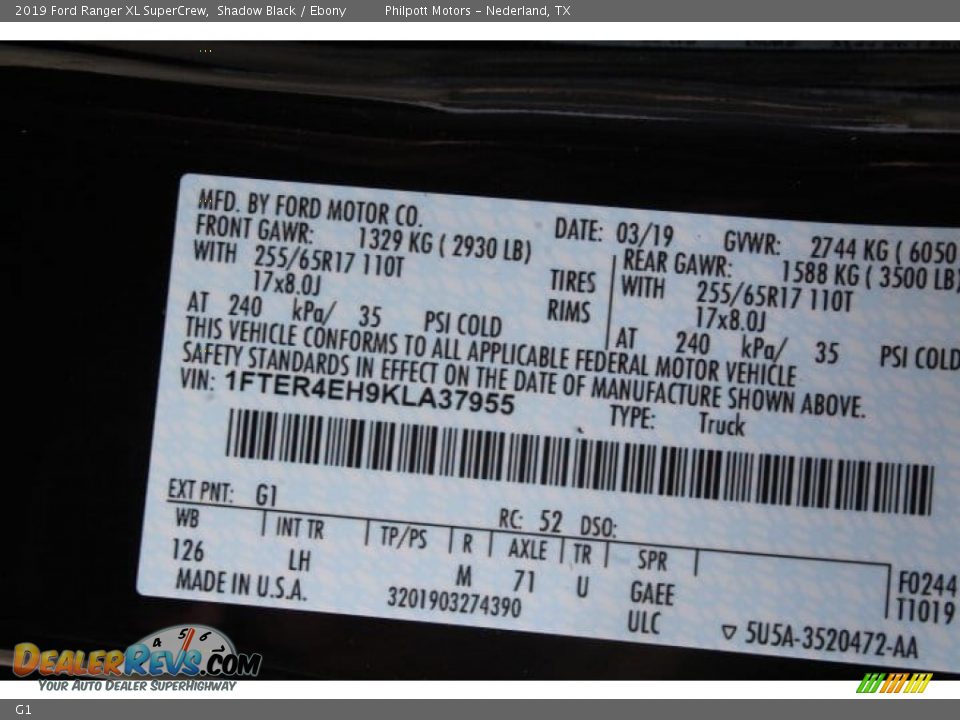 2019 Ford Ranger XL SuperCrew, Shadow Black / Ebony Philpott Motors - Nederland, TX
MFD. BY FORD MOTOR CO. DATE: 03/19 GVWR: 2744 KG ( 6050
FRONT GAWR: 1329 KG ( 2930 LB) REAR GAWR: 1588 KG ( 3500 LB)
WITH 255/65R17 110T TIRES WITH 255/65R17 110T
17x8.0J RIMS 17x8.0J
AT 240 kPa/ 35 PSI COLD AT 240 kPa/ 35 PSI COLD
THIS VEHICLE CONFORMS TO ALL APPLICABLE FEDERAL MOTOR VEHICLE
SAFETY STANDARDS IN EFFECT ON THE DATE OF MANUFACTURE SHOWN ABOVE.
VIN: 1FTER4EH9KLA37955 TYPE: Truck
EXT PNT: G1 RC: 52 DSO:
WB INT TR TP/PS R AXLE TR SPR
126 LH M 71 U GAEE F0244
MADE IN U.S.A. 3201903274390 ULC T1019
▽ 5U5A-3520472-AA
DEALERREVS.COM
YOUR AUTO DEALER SUPERHIGHWAY
G1